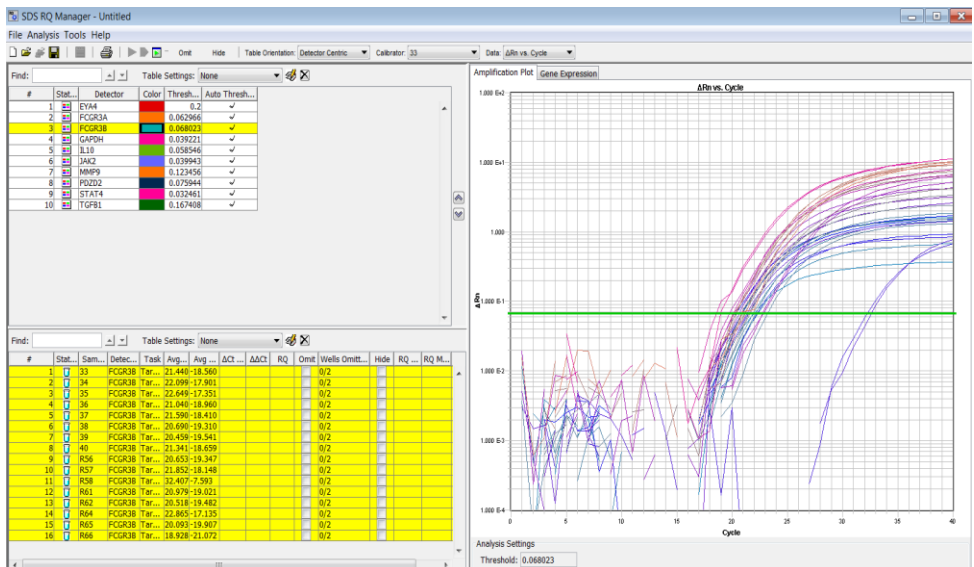 SDS RQ Manager - Untitled
File Analysis Tools Help
Omit Hide Table Orientation: Detector Centric Calibrator: 33 Data: ΔRn vs. Cycle
Find: Table Settings: None
# Stat... Detector Color Thresh... Auto Thresh...
1 EYA4 0.2
2 FCGR3A 0.062966
3 FCGR3B 0.068023
4 GAPDH 0.039221
5 IL10 0.058546
6 JAK2 0.039943
7 MMP9 0.123456
8 PDZD2 0.075944
9 STAT4 0.032461
10 TGFB1 0.167408
Find: Table Settings: None
# Stat... Sam... Detec... Task Avg... Avg ... ΔCt ... ΔΔCt RQ Omit Wells Omitt... Hide RQ ... RQ M...
1 33 FCGR3B Tar... 21.440 -18.560 0/2
2 34 FCGR3B Tar... 22.099 -17.901 0/2
3 35 FCGR3B Tar... 22.649 -17.351 0/2
4 36 FCGR3B Tar... 21.040 -18.960 0/2
5 37 FCGR3B Tar... 21.590 -18.410 0/2
6 38 FCGR3B Tar... 20.690 -19.310 0/2
7 39 FCGR3B Tar... 20.459 -19.541 0/2
8 40 FCGR3B Tar... 21.341 -18.659 0/2
9 R56 FCGR3B Tar... 20.653 -19.347 0/2
10 R57 FCGR3B Tar... 21.852 -18.148 0/2
11 R58 FCGR3B Tar... 32.407 -7.593 0/2
12 R61 FCGR3B Tar... 20.979 -19.021 0/2
13 R62 FCGR3B Tar... 20.518 -19.482 0/2
14 R64 FCGR3B Tar... 22.865 -17.135 0/2
15 R65 FCGR3B Tar... 20.093 -19.907 0/2
16 R66 FCGR3B Tar... 18.928 -21.072 0/2
Amplification Plot Gene Expression
ΔRn vs. Cycle
1.000 E+2
1.000 E+1
1.000
1.000 E-1
1.000 E-2
1.000 E-3
1.000 E-4
ΔRn
0 5 10 15 20 25 30 35 40
Cycle
Analysis Settings
Threshold: 0.068023